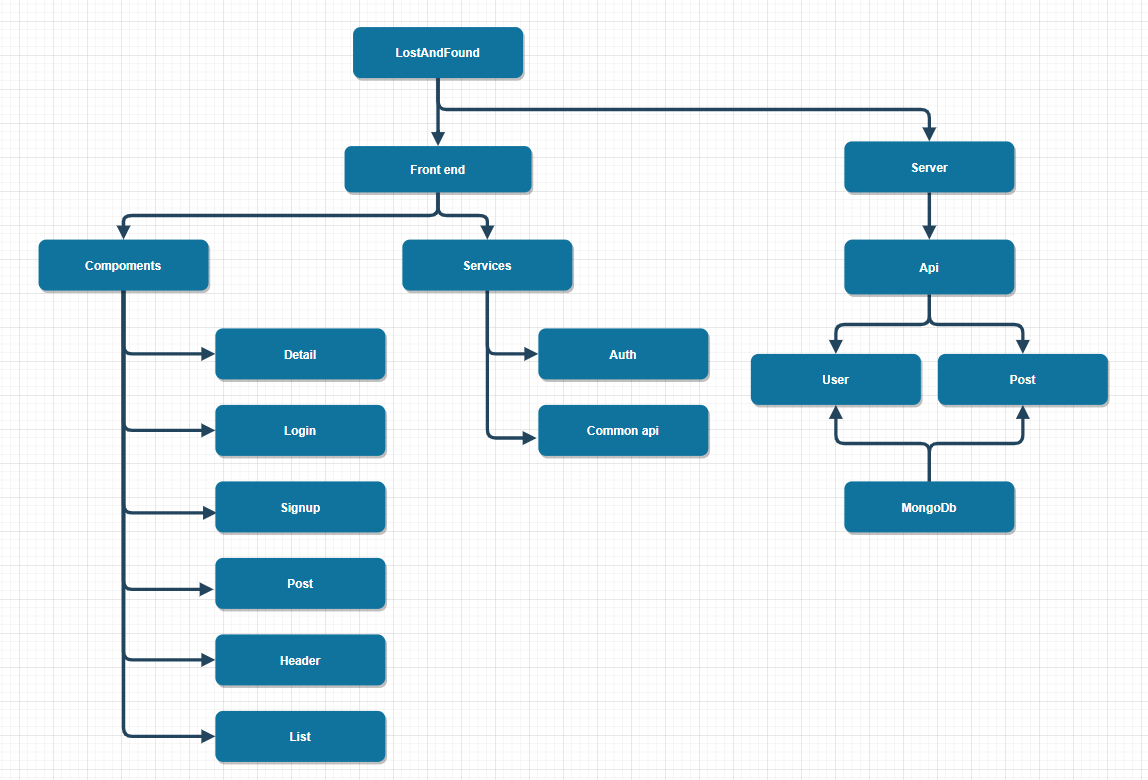 LostAndFound
Front end
Server
Compoments
Services
Api
Detail
Auth
User
Post
Login
Common api
Signup
MongoDb
Post
Header
List